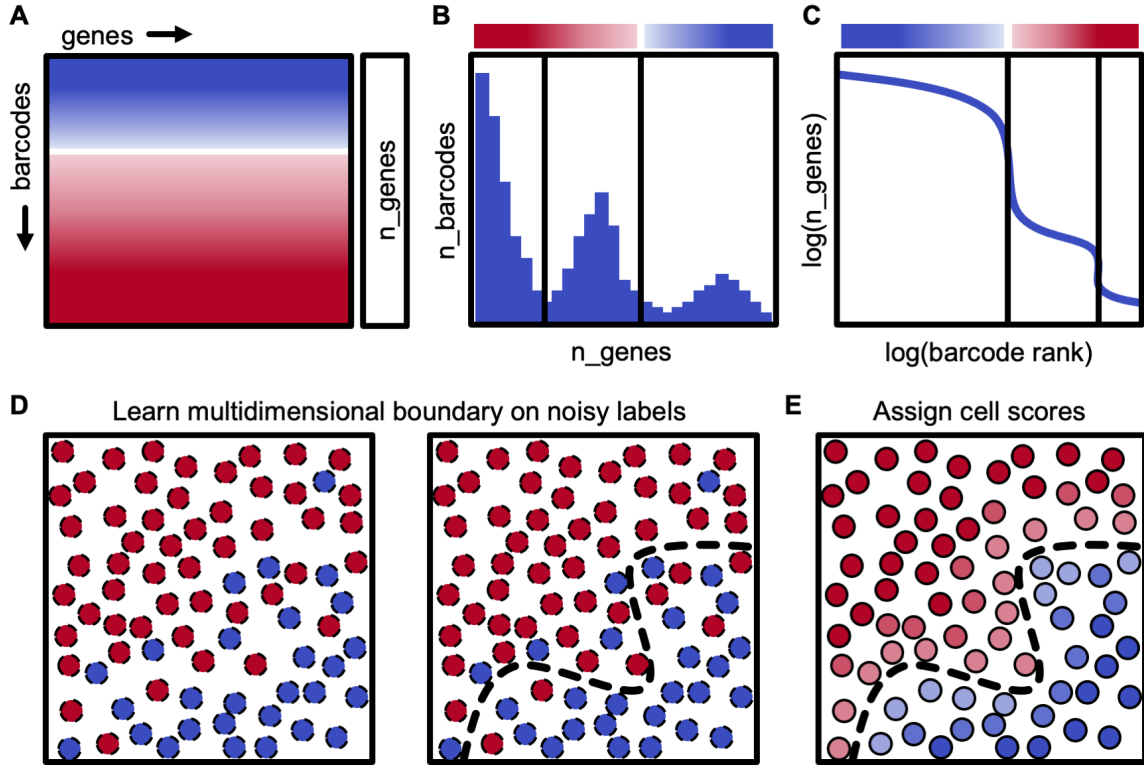 A
genes
barcodes
n_genes
B
n_barcodes
n_genes
C
log(n_genes)
log(barcode rank)
D
Learn multidimensional boundary on noisy labels
E
Assign cell scores